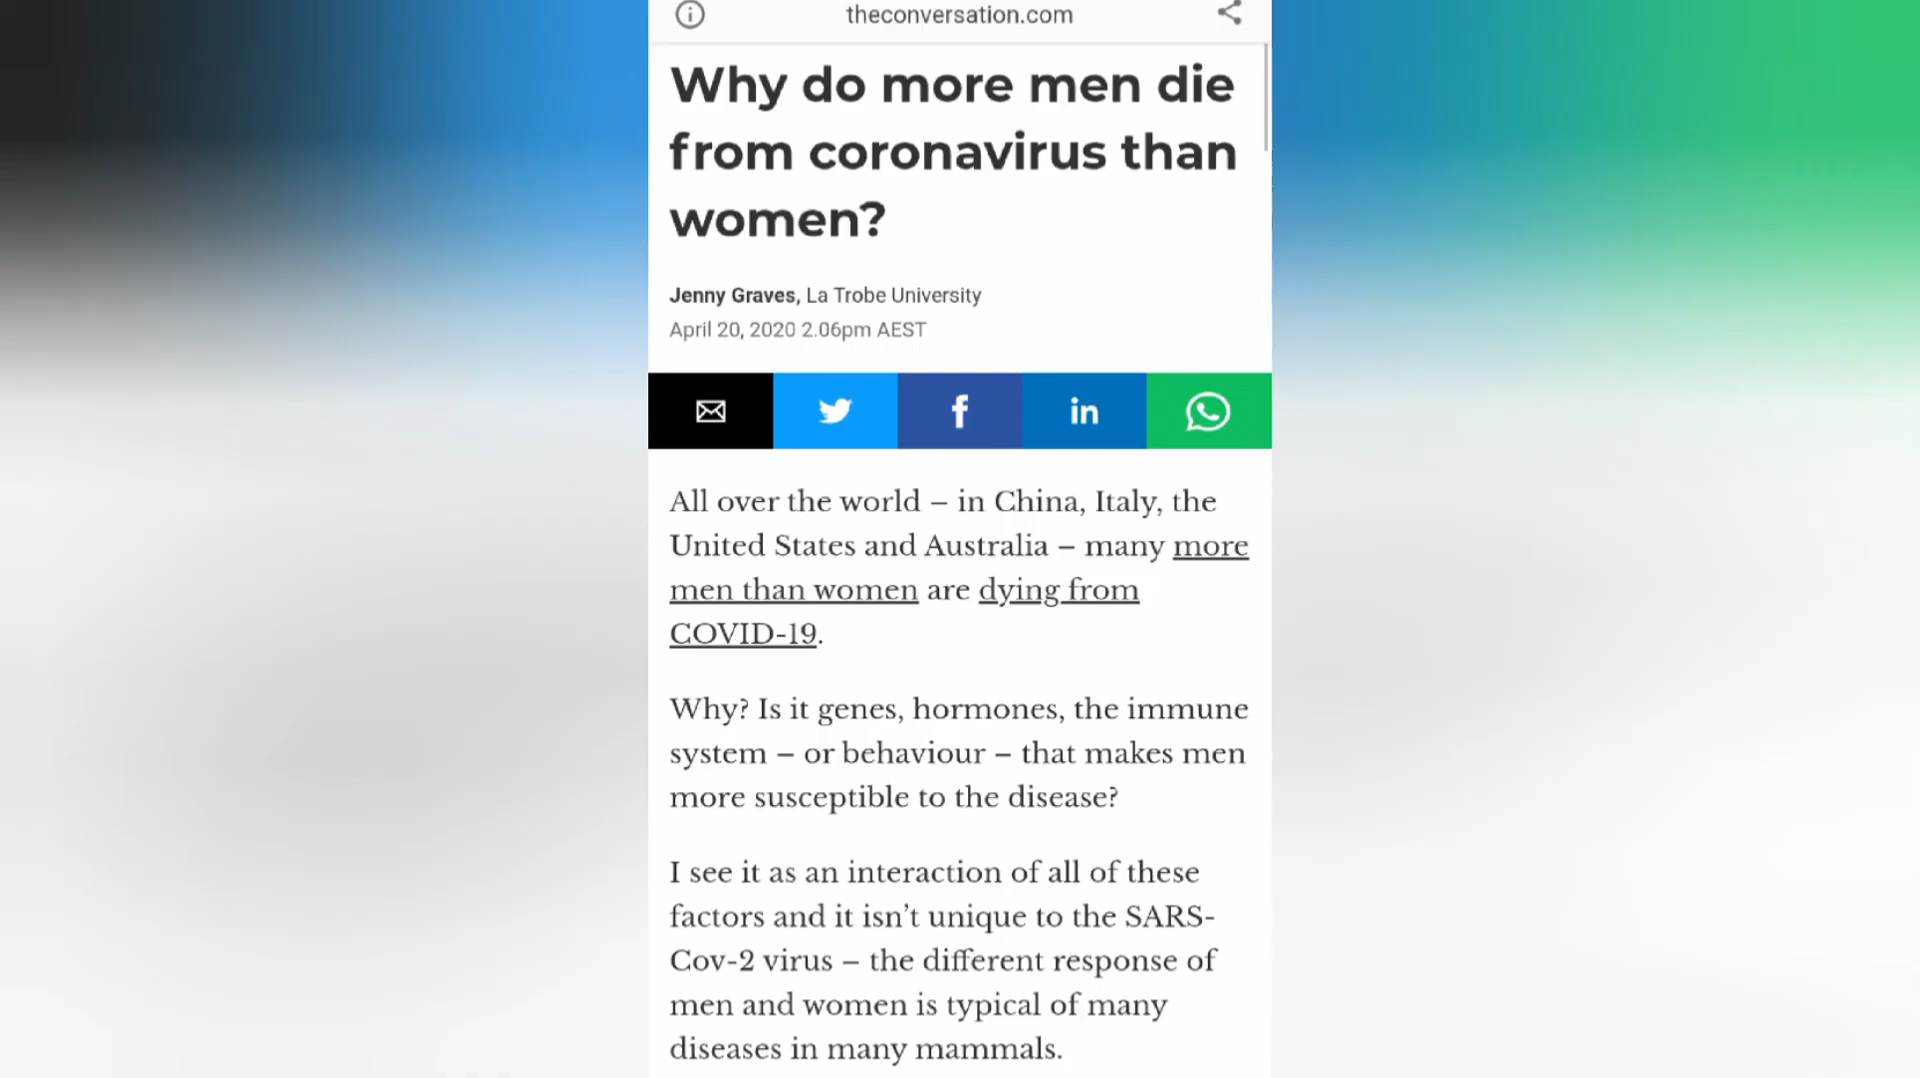 theconversation.com
Why do more men die
from coronavirus than
women?
Jenny Graves, La Trobe University
April 20, 2020 2.06pm AEST
All over the world – in China, Italy, the
United States and Australia – many more
men than women are dying from
COVID-19.
Why? Is it genes, hormones, the immune
system – or behaviour – that makes men
more susceptible to the disease?
I see it as an interaction of all of these
factors and it isn’t unique to the SARS-
Cov-2 virus – the different response of
men and women is typical of many
diseases in many mammals.